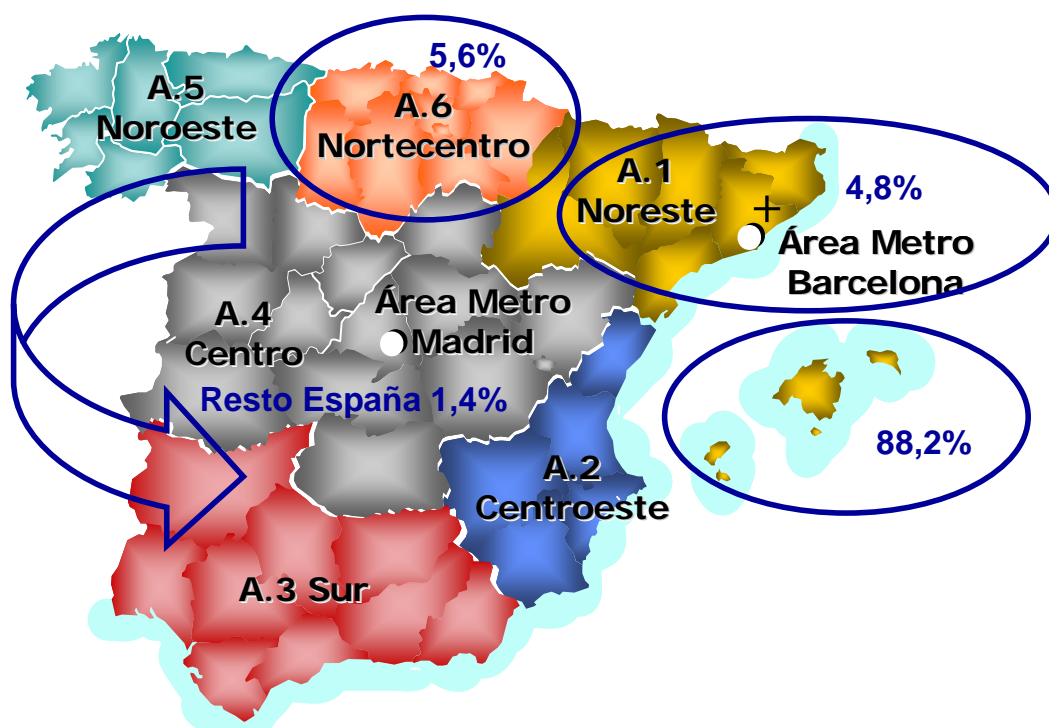 5,6%
A.5
Noroeste
A.6
Nortecentro
A.1
Noreste
4,8%
+
Área Metro
Barcelona
Área Metro
Madrid
A.4
Centro
Resto España 1,4%
88,2%
A.2
Centroeste
A.3 Sur